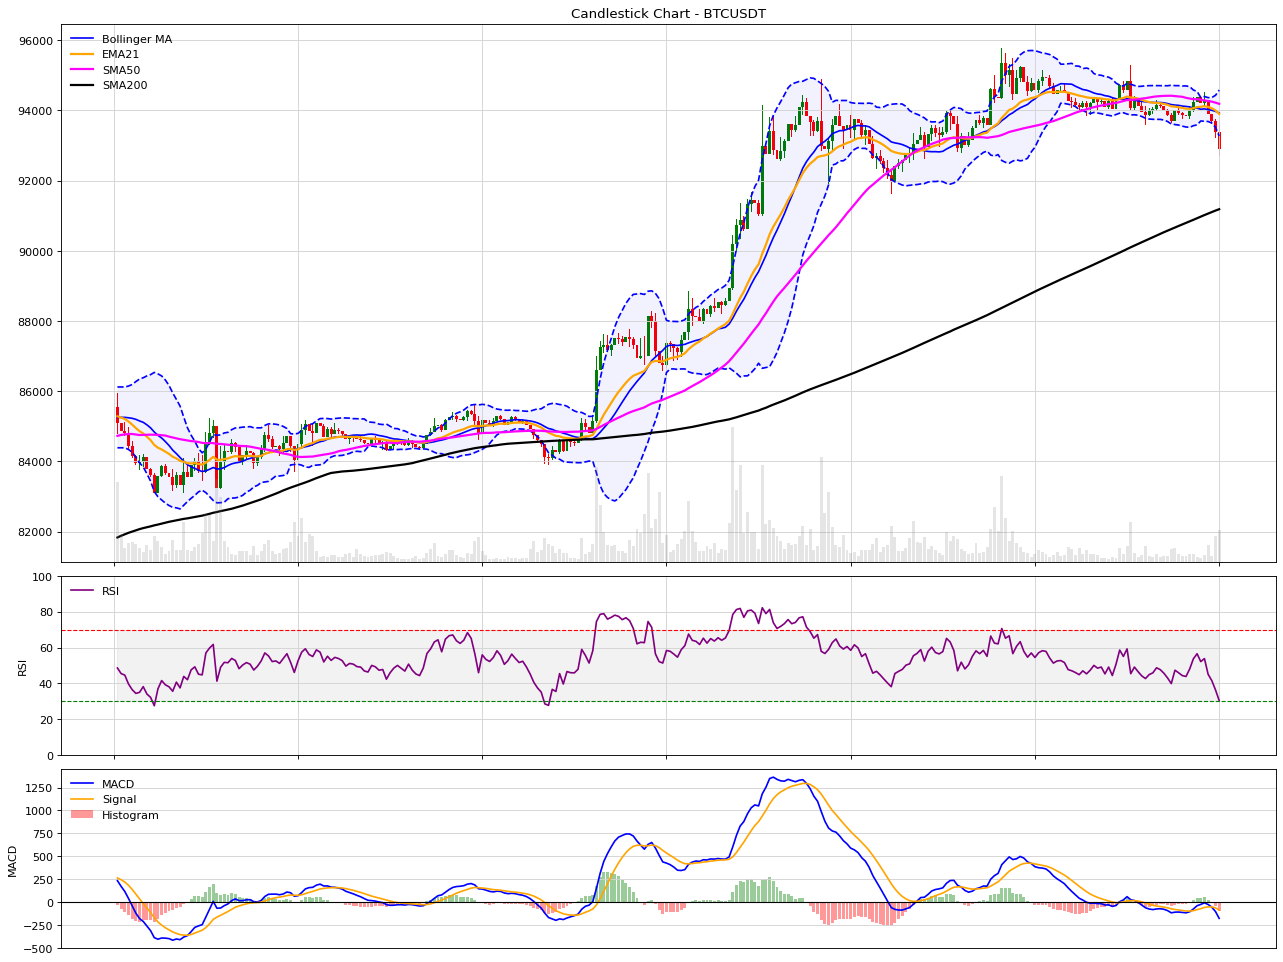 Candlestick Chart - BTCUSDT
Bollinger MA
EMA21
SMA50
SMA200
96000
94000
92000
90000
88000
86000
84000
82000
RSI
100
80
60
40
20
0
RSI
MACD
Signal
Histogram
1250
1000
750
500
250
0
−250
−500
MACD